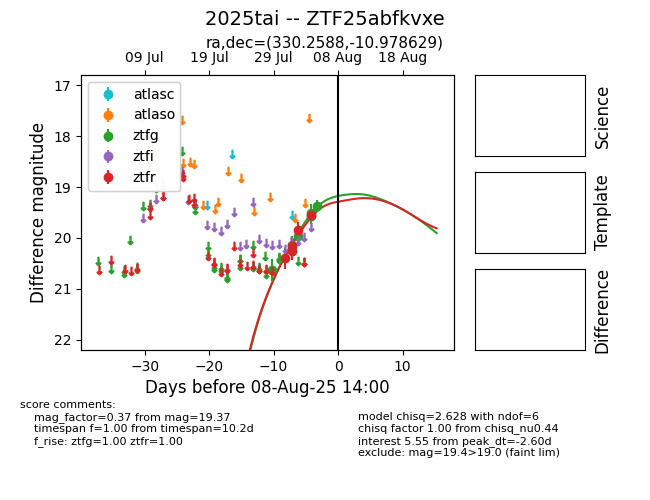 2025tai -- ZTF25abfkvxe
ra,dec=(330.2588,-10.978629)
09 Jul 19 Jul 29 Jul 08 Aug 18 Aug
atlasc
atlaso
ztfg
ztfi
ztfr
17
18
19
20
21
22
Difference magnitude
−30 −20 −10 0 10
Days before 08-Aug-25 14:00
Science
Template
Difference
score comments:
mag_factor=0.37 from mag=19.37
timespan f=1.00 from timespan=10.2d
f_rise: ztfg=1.00 ztfr=1.00
model chisq=2.628 with ndof=6
chisq factor 1.00 from chisq_nu0.44
interest 5.55 from peak_dt=-2.60d
exclude: mag=19.4>19.0 (faint lim)